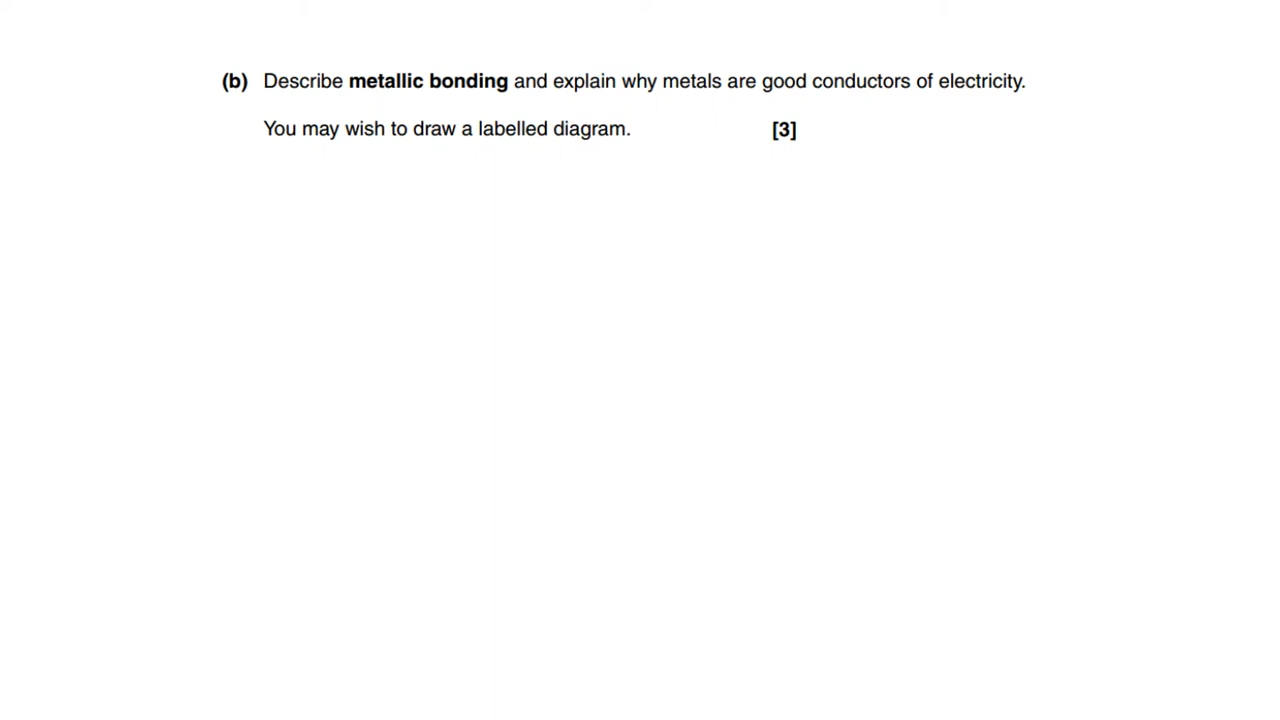 (b) Describe metallic bonding and explain why metals are good conductors of electricity.
You may wish to draw a labelled diagram. [3]